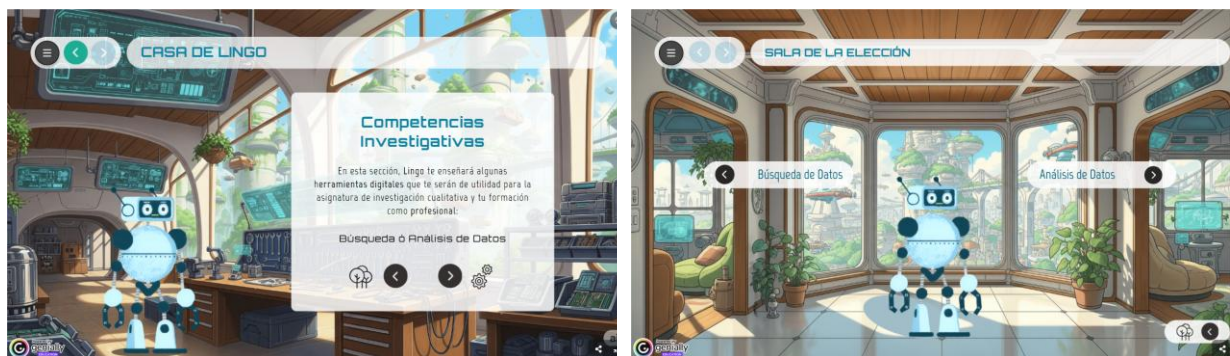 CASA DE LINGO
Competencias
Investigativas
En esta sección, Lingo te enseñará algunas
herramientas digitales que te serán de utilidad para la
asignatura de investigación cualitativa y tu formación
como profesional:
Búsqueda ó Análisis de Datos
genially
SALA DE LA ELECCIÓN
Búsqueda de Datos
Análisis de Datos
genially